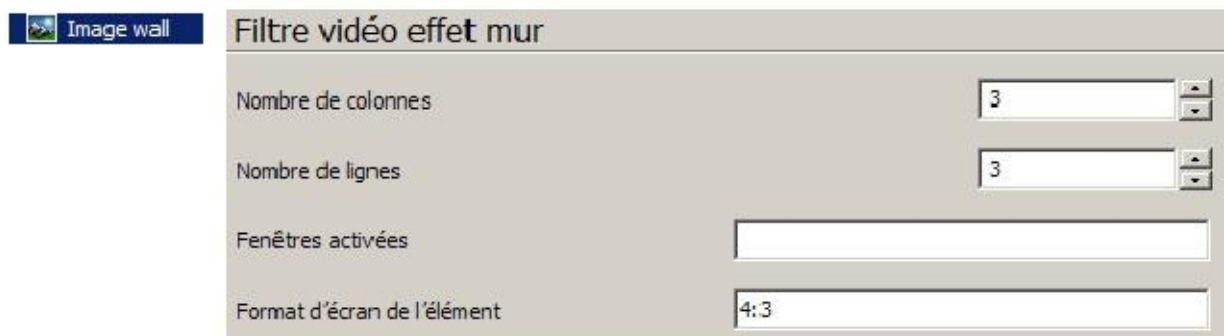 Image wall
Filtre vidéo effet mur
Nombre de colonnes
3
Nombre de lignes
3
Fenêtres activées
Format d'écran de l'élément
4:3